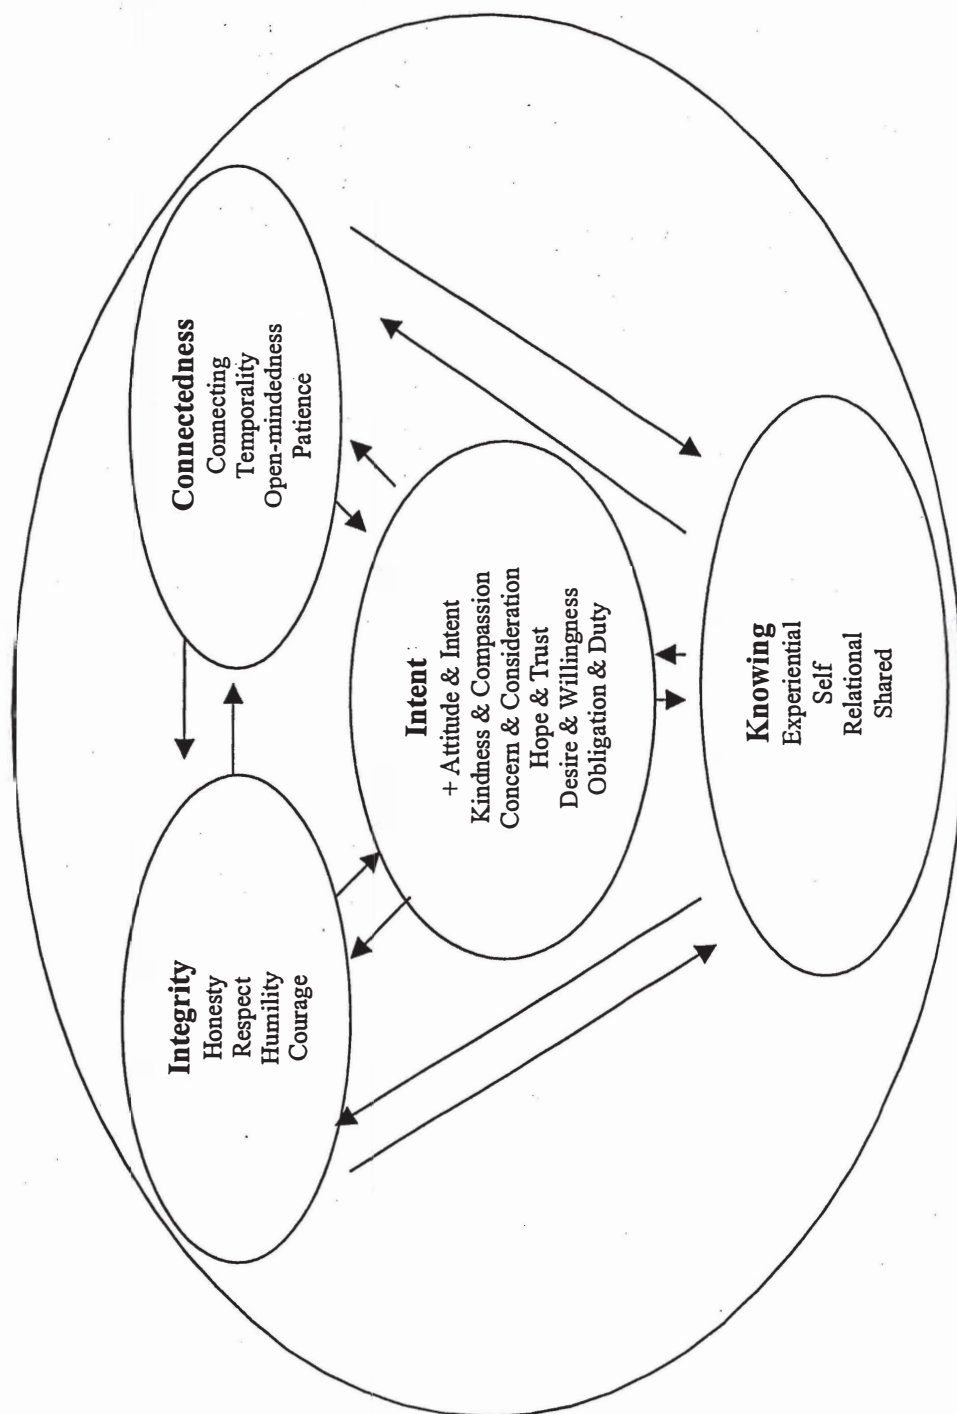 Integrity
Honesty
Respect
Humility
Courage
Connectedness
Connecting
Temporality
Open-mindedness
Patience
Intent
+ Attitude & Intent
Kindness & Compassion
Concern & Consideration
Hope & Trust
Desire & Willingness
Obligation & Duty
Knowing
Experiential
Self
Relational
Shared